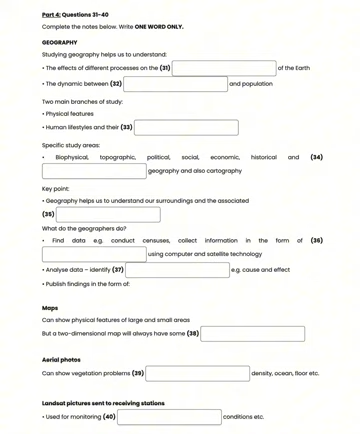 Part 4: Questions 31-40
Complete the notes below. Write ONE WORD ONLY.
GEOGRAPHY
Studying geography helps us to understand:
• The effects of different processes on the (31) of the Earth
• The dynamic between (32) and population
Two main branches of study:
• Physical features
• Human lifestyles and their (33)
Specific study areas:
• Biophysical, topographic, political, social, economic, historical and (34)
geography and also cartography
Key point:
• Geography helps us to understand our surroundings and the associated
(35)
What do the geographers do?
• Find data e.g. conduct censuses, collect information in the form of (36)
using computer and satellite technology
• Analyse data – identify (37) e.g. cause and effect
• Publish findings in the form of:
Maps
Can show physical features of large and small areas
But a two-dimensional map will always have some (38)
Aerial photos
Can show vegetation problems (39) density, ocean, floor etc.
Landsat pictures sent to receiving stations
• Used for monitoring (40) conditions etc.